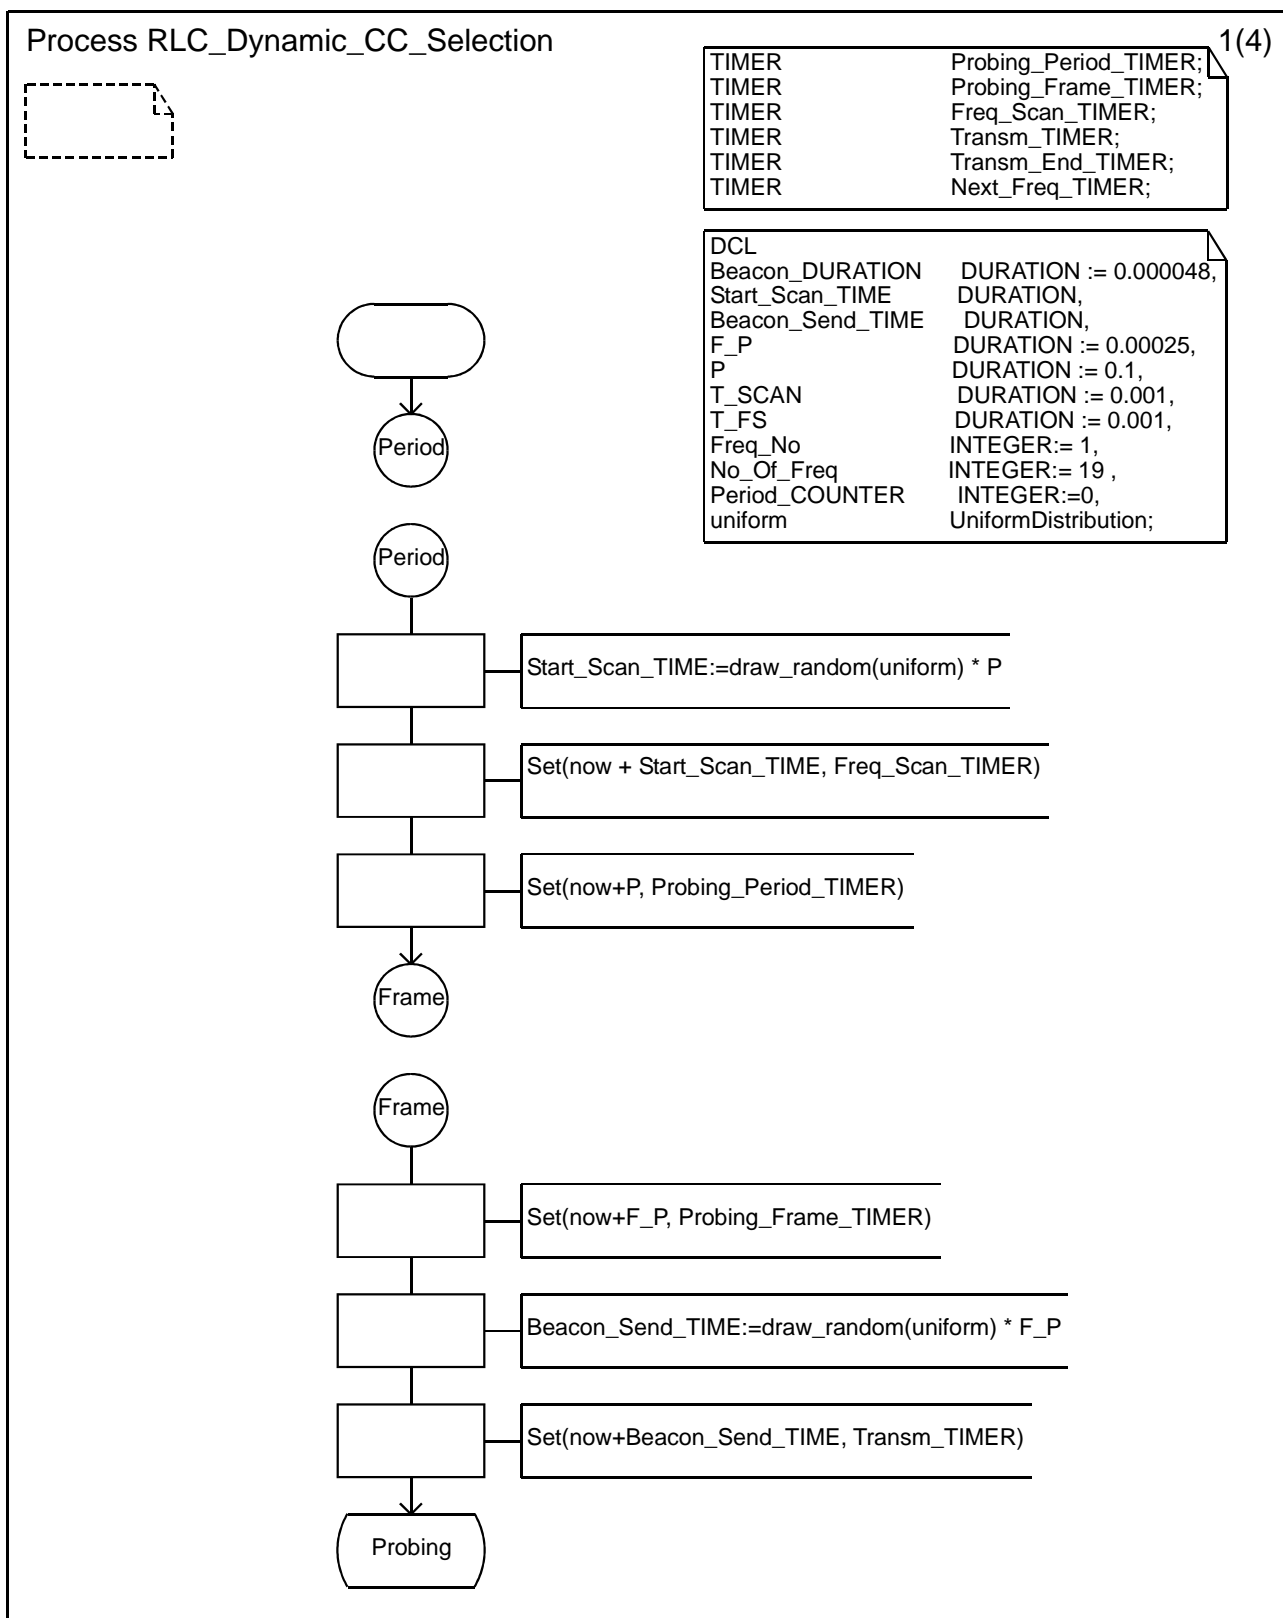 Process RLC_Dynamic_CC_Selection
1(4)
TIMER Probing_Period_TIMER;
TIMER Probing_Frame_TIMER;
TIMER Freq_Scan_TIMER;
TIMER Transm_TIMER;
TIMER Transm_End_TIMER;
TIMER Next_Freq_TIMER;
DCL
Beacon_DURATION DURATION := 0.000048,
Start_Scan_TIME DURATION,
Beacon_Send_TIME DURATION,
F_P DURATION := 0.00025,
P DURATION := 0.1,
T_SCAN DURATION := 0.001,
T_FS DURATION := 0.001,
Freq_No INTEGER:= 1,
No_Of_Freq INTEGER:= 19 ,
Period_COUNTER INTEGER:=0,
uniform UniformDistribution;
Period
Period
Start_Scan_TIME:=draw_random(uniform) * P
Set(now + Start_Scan_TIME, Freq_Scan_TIMER)
Set(now+P, Probing_Period_TIMER)
Frame
Frame
Set(now+F_P, Probing_Frame_TIMER)
Beacon_Send_TIME:=draw_random(uniform) * F_P
Set(now+Beacon_Send_TIME, Transm_TIMER)
Probing